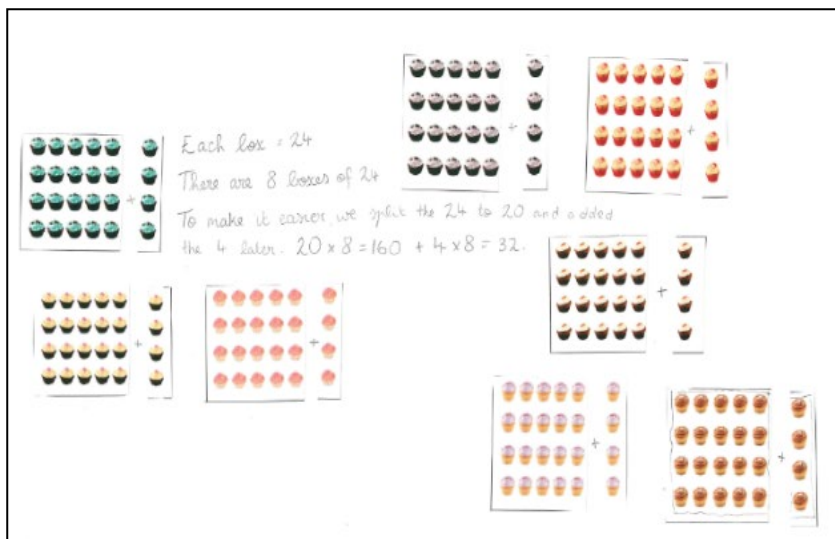 Each box = 24
There are 8 boxes of 24
To make it easier, we split the 24 to 20 and added
the 4 later. 20 x 8 = 160 + 4 x 8 = 32.
+
+
+
+
+
+
+
+